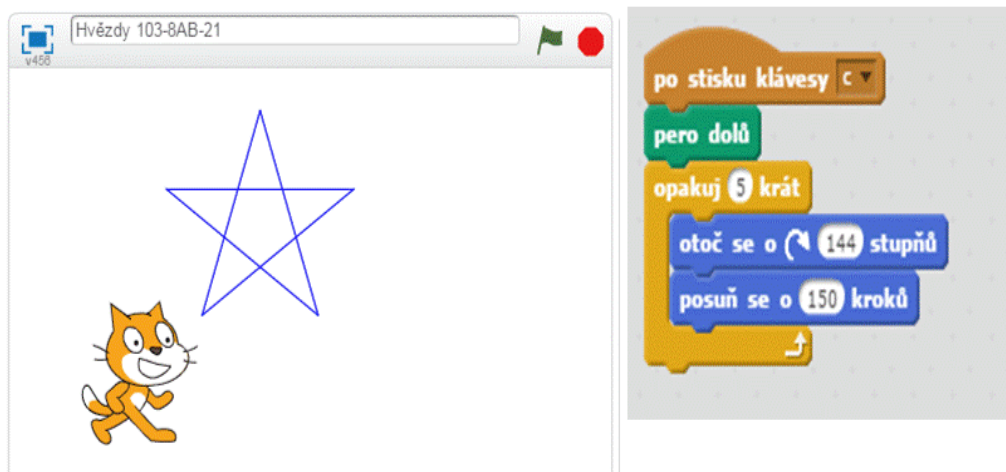 Hvězdy 103-8AB-21
v456
po stisku klávesy c
pero dolů
opakuj 5 krát
otoč se o 144 stupňů
posuň se o 150 kroků